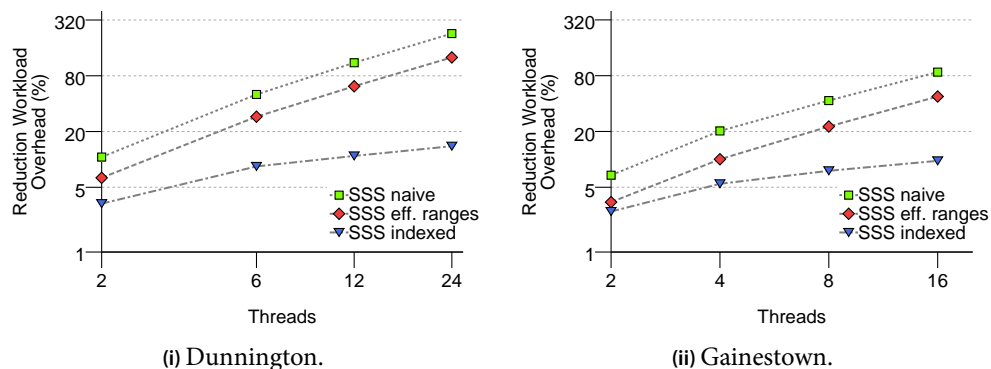 Reduction Workload
Overhead (%)
320
80
20
5
1
SSS naive
SSS eff. ranges
SSS indexed
2
6
12
24
Threads
(i) Dunnington.
Reduction Workload
Overhead (%)
320
80
20
5
1
SSS naive
SSS eff. ranges
SSS indexed
2
4
8
16
Threads
(ii) Gainestown.